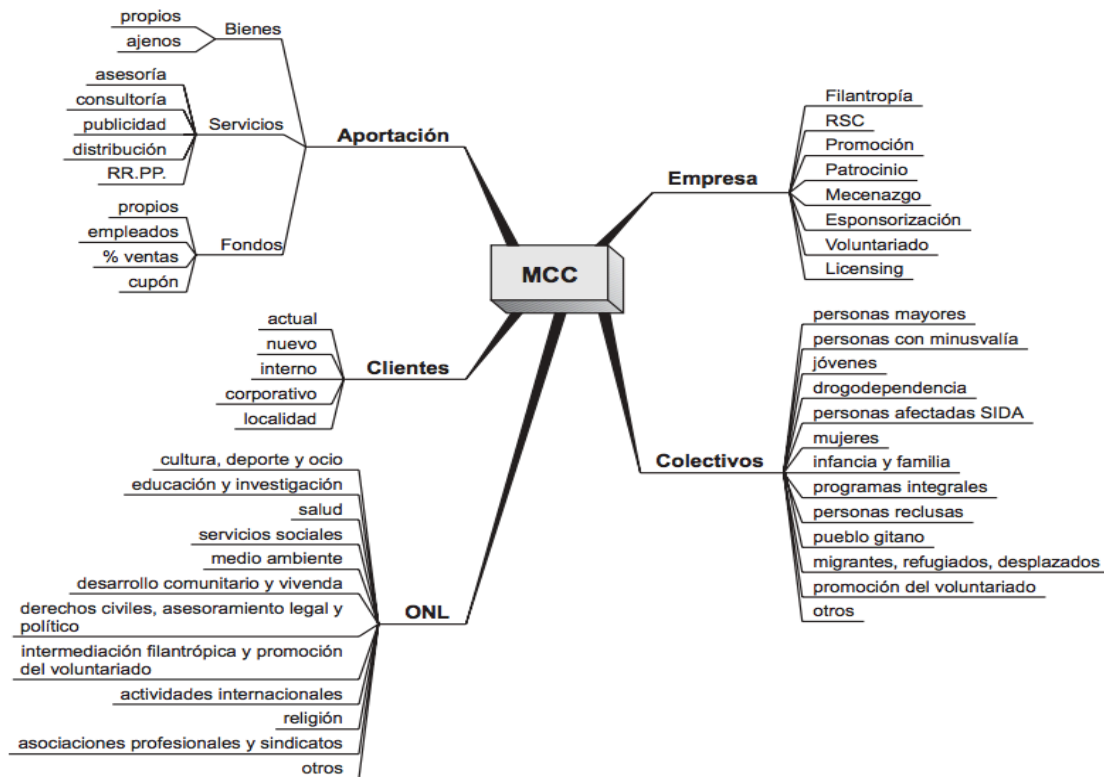 propios
ajenos
Bienes
asesoría
consultoría
publicidad
distribución
RR.PP.
Servicios
propios
empleados
% ventas
cupón
Fondos
Aportación
Filantropía
RSC
Promoción
Patrocinio
Mecenazgo
Esponsorización
Voluntariado
Licensing
Empresa
MCC
actual
nuevo
interno
corporativo
localidad
Clientes
personas mayores
personas con minusvalía
jóvenes
drogodependencia
personas afectadas SIDA
mujeres
infancia y familia
programas integrales
personas reclusas
pueblo gitano
migrantes, refugiados, desplazados
promoción del voluntariado
otros
Colectivos
cultura, deporte y ocio
educación y investigación
salud
servicios sociales
medio ambiente
desarrollo comunitario y vivenda
derechos civiles, asesoramiento legal y
político
intermediación filantrópica y promoción
del voluntariado
actividades internacionales
religión
asociaciones profesionales y sindicatos
otros
ONL